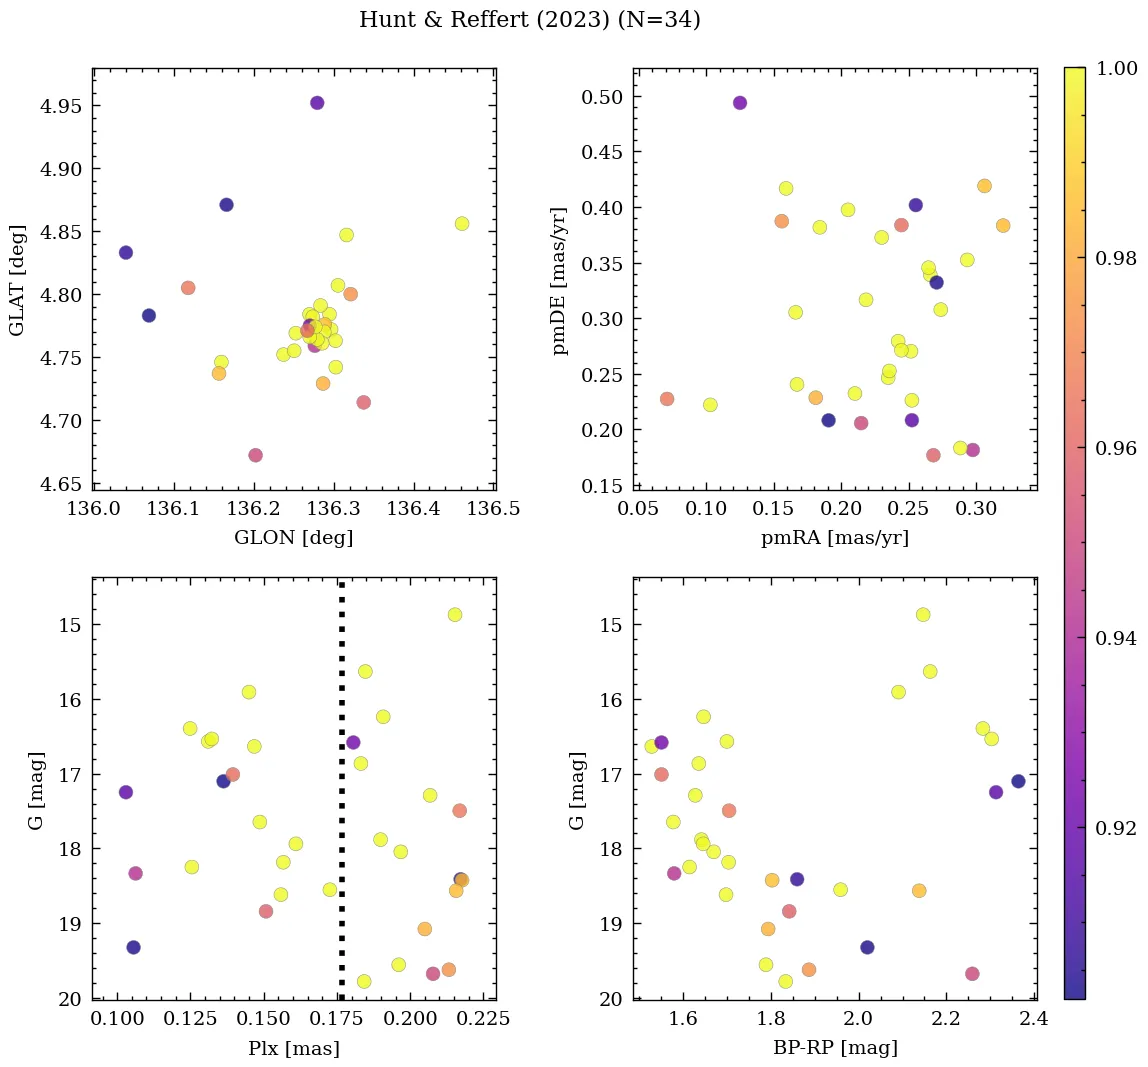 Hunt & Reffert (2023) (N=34)
4.95
4.90
4.85
4.80
4.75
4.70
4.65
GLAT [deg]
136.0 136.1 136.2 136.3 136.4 136.5
GLON [deg]
0.50
0.45
0.40
0.35
0.30
0.25
0.20
0.15
pmDE [mas/yr]
0.05 0.10 0.15 0.20 0.25 0.30
pmRA [mas/yr]
1.00
0.98
0.96
0.94
0.92
15
16
17
18
19
20
G [mag]
0.100 0.125 0.150 0.175 0.200 0.225
Plx [mas]
15
16
17
18
19
20
G [mag]
1.6 1.8 2.0 2.2 2.4
BP-RP [mag]